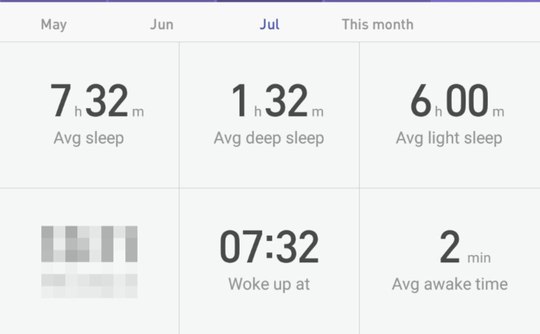 May Jun Jul This month
7 h 32 m 1 h 32 m 6 h 00 m
Avg sleep Avg deep sleep Avg light sleep
07:32 2 min
Woke up at Avg awake time